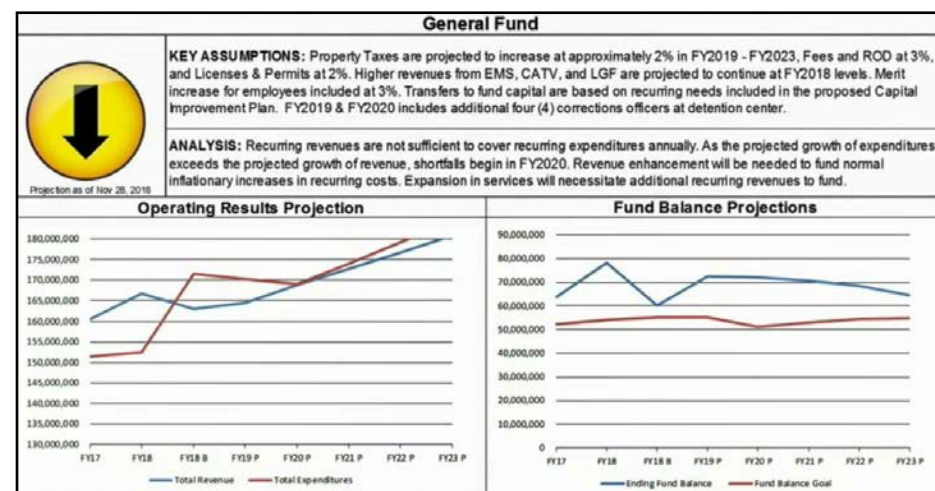 General Fund
KEY ASSUMPTIONS: Property Taxes are projected to increase at approximately 2% in FY2019 - FY2023, Fees and ROD at 3%,
and Licenses & Permits at 2%. Higher revenues from EMS, CATV, and LGF are projected to continue at FY2018 levels. Merit
increase for employees included at 3%. Transfers to fund capital are based on recurring needs included in the proposed Capital
Improvement Plan. FY2019 & FY2020 includes additional four (4) corrections officers at detention center.
ANALYSIS: Recurring revenues are not sufficient to cover recurring expenditures annually. As the projected growth of expenditures
exceeds the projected growth of revenue, shortfalls begin in FY2020. Revenue enhancement will be needed to fund normal
inflationary increases in recurring costs. Expansion in services will necessitate additional recurring revenues to fund.
Projection as of Nov 28, 2018
Operating Results Projection
180,000,000
175,000,000
170,000,000
165,000,000
160,000,000
155,000,000
150,000,000
145,000,000
140,000,000
135,000,000
130,000,000
FY17 FY18 FY18 B FY19 P FY20 P FY21 P FY22 P FY23 P
Total Revenue Total Expenditures
Fund Balance Projections
90,000,000
80,000,000
70,000,000
60,000,000
50,000,000
40,000,000
30,000,000
20,000,000
10,000,000
0
FY17 FY18 FY18 B FY19 P FY20 P FY21 P FY22 P FY23 P
Ending Fund Balance Fund Balance Goal